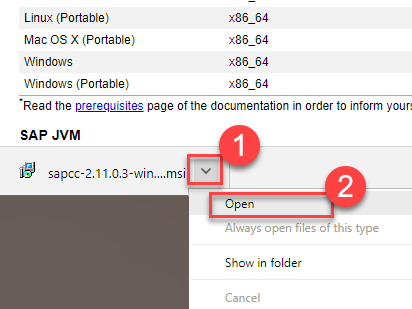 Linux (Portable) x86_64
Mac OS X (Portable) x86_64
Windows x86_64
Windows (Portable) x86_64
*Read the prerequisites page of the documentation in order to inform yours
SAP JVM
1
sapcc-2.11.0.3-win....msi
2
Open
Always open files of this type
Show in folder
Cancel